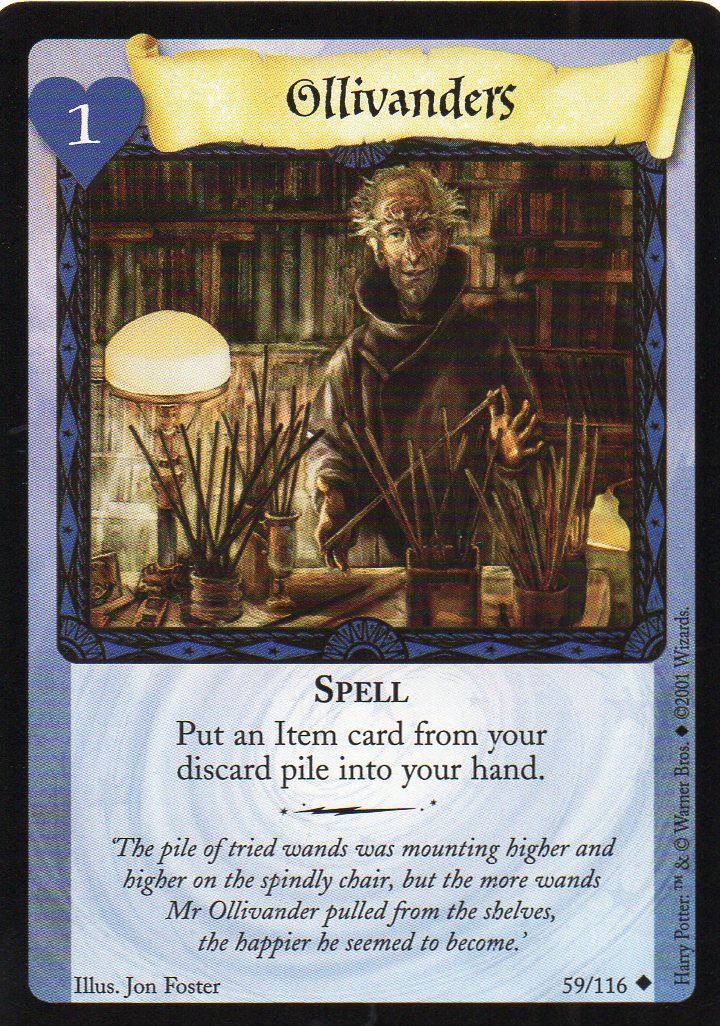 Ollivanders
1
SPELL
Put an Item card from your
discard pile into your hand.
‘The pile of tried wands was mounting higher and
higher on the spindly chair, but the more wands
Mr Ollivander pulled from the shelves,
the happier he seemed to become.’
Illus. Jon Foster
59/116 ◆
Harry Potter: ™ & © Warner Bros. ◆ ©2001 Wizards.